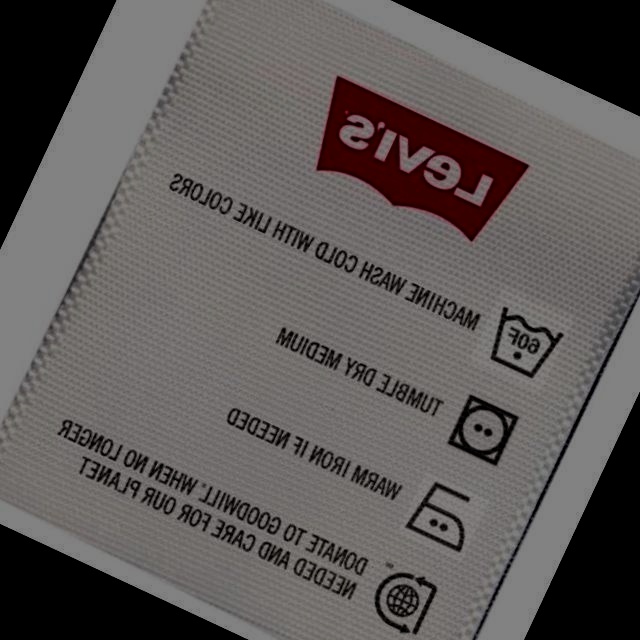 LEVI'S
MACHINE WASH COLD WITH LIKE COLORS
80°F
TUMBLE DRY MEDIUM
WARM IRON IF NEEDED
DONATE TO GOODWILL, WHEN NO LONGER
NEEDED AND CARE FOR OUR PLANET